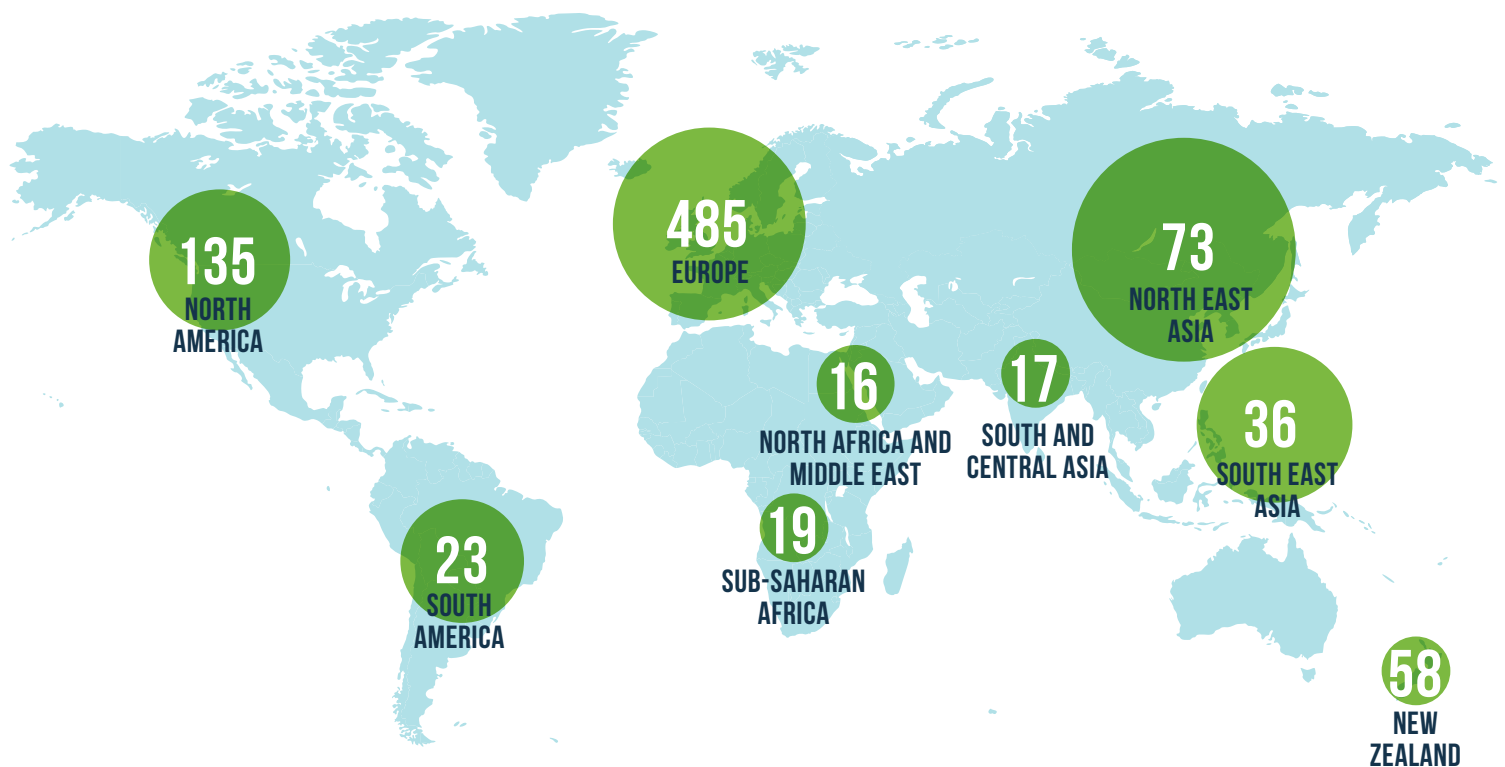 135
NORTH
AMERICA
485
EUROPE
73
NORTH EAST
ASIA
16
NORTH AFRICA AND
MIDDLE EAST
17
SOUTH AND
CENTRAL ASIA
36
SOUTH EAST
ASIA
23
SOUTH
AMERICA
19
SUB-SAHARAN
AFRICA
58
NEW
ZEALAND